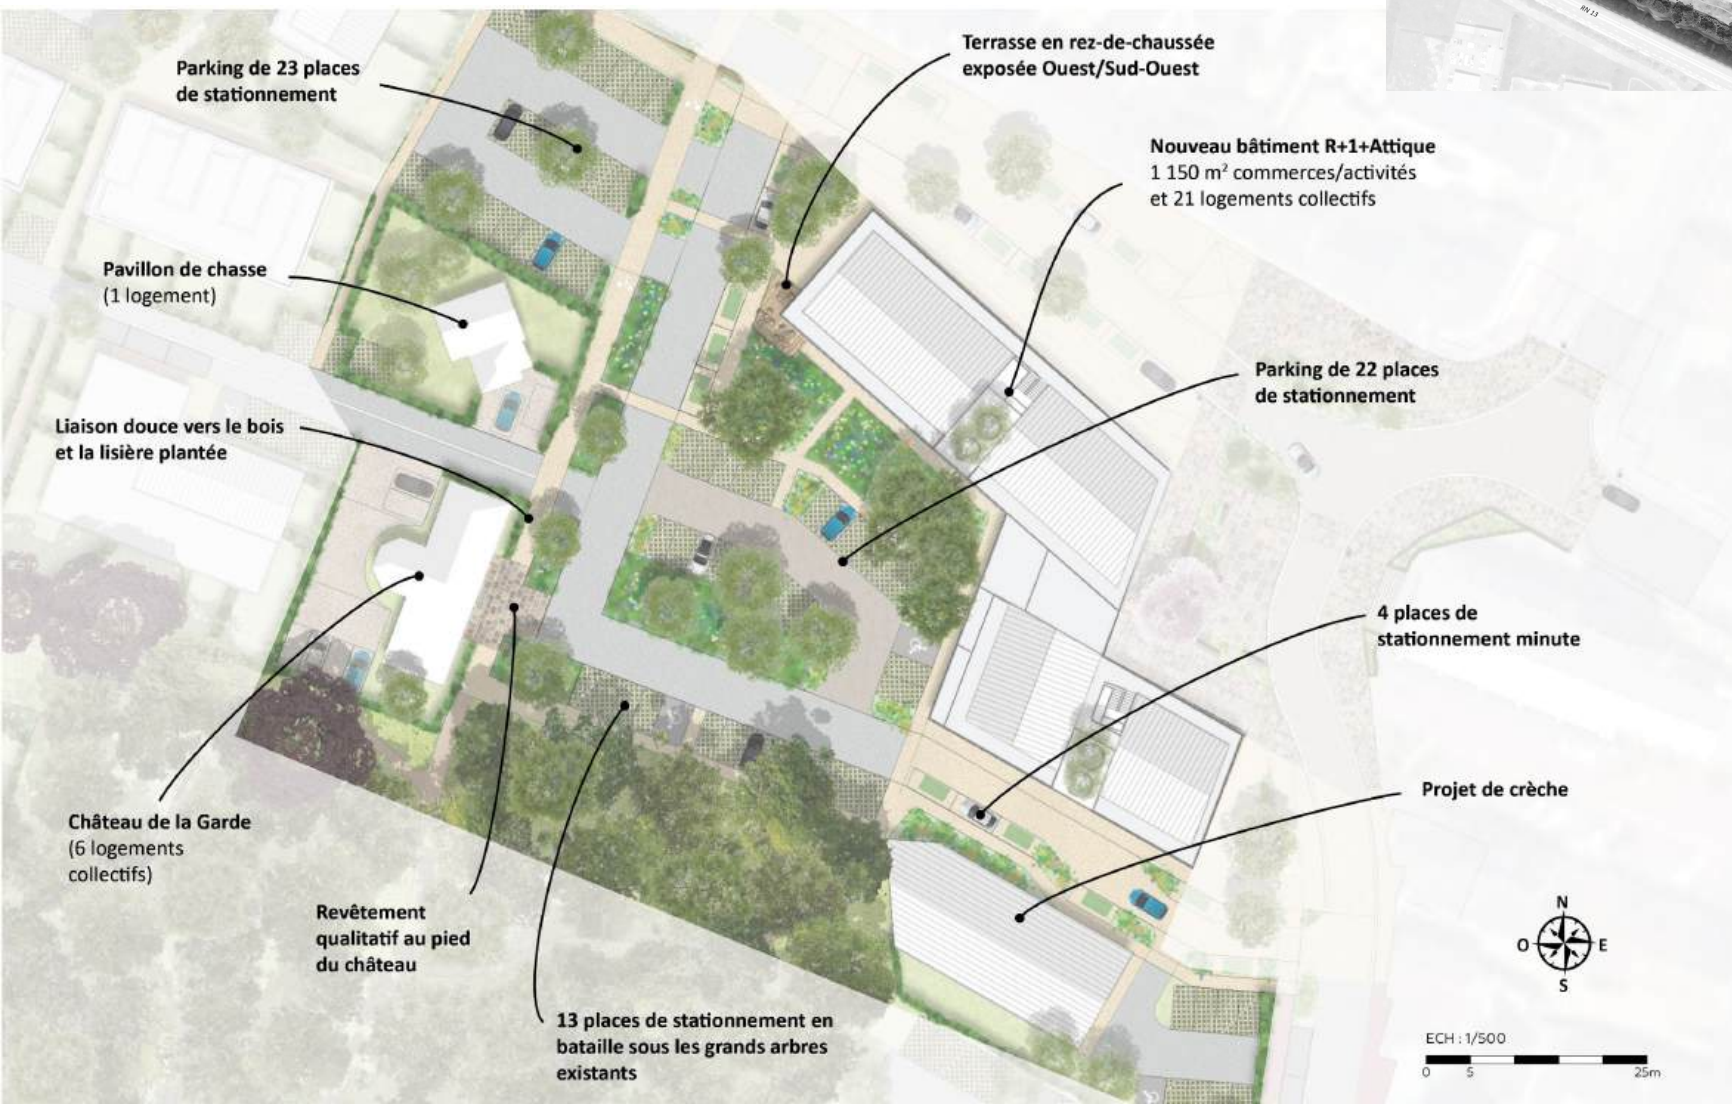 RN 13
Terrasse en rez-de-chaussée
exposée Ouest/Sud-Ouest
Parking de 23 places
de stationnement
Nouveau bâtiment R+1+Attique
1 150 m² commerces/activités
et 21 logements collectifs
Pavillon de chasse
(1 logement)
Parking de 22 places
de stationnement
Liaison douce vers le bois
et la lisière plantée
4 places de
stationnement minute
Projet de crèche
Château de la Garde
(6 logements
collectifs)
Revêtement
qualitatif au pied
du château
13 places de stationnement en
bataille sous les grands arbres
existants
N
O
E
S
ECH : 1/500
0 5 25m